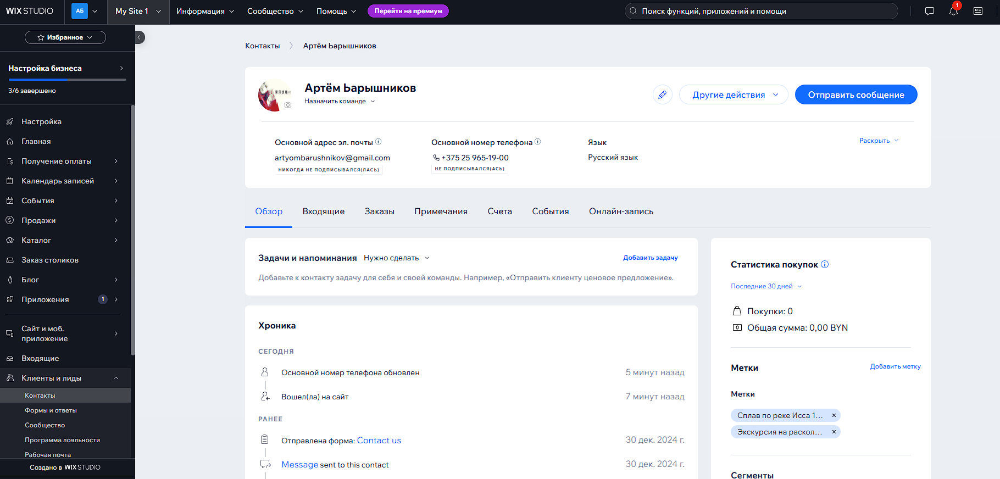 WIX STUDIO
АБ
My Site 1
Информация
Сообщество
Помощь
Перейти на премиум
Поиск функций, приложений и помощи
1
Избранное
Настройка бизнеса
3/6 завершено
Настройка
Главная
Получение оплаты
Календарь записей
События
Продажи
Каталог
Заказ столиков
Блог
Приложения
1
Сайт и моб.
приложение
Входящие
Клиенты и лиды
Контакты
Формы и ответы
Сообщество
Программа лояльности
Рабочая почта
Создано в WIX STUDIO
Контакты
Артём Барышников
Артём Барышников
Назначить команде
Другие действия
Отправить сообщение
Основной адрес эл. почты
artyombarushnikov@gmail.com
НИКОГДА НЕ ПОДПИСЫВАЛСЯ(ЛАСЬ)
Основной номер телефона
+375 25 965-19-00
НЕ ПОДПИСЫВАЛСЯ(АСЬ)
Язык
Русский язык
Раскрыть
Обзор
Входящие
Заказы
Примечания
Счета
События
Онлайн-запись
Задачи и напоминания
Нужно сделать
Добавить задачу
Добавьте к контакту задачу для себя и своей команды. Например, «Отправить клиенту ценовое предложение».
Хроника
СЕГОДНЯ
Основной номер телефона обновлен
5 минут назад
Вошел(ла) на сайт
7 минут назад
РАНЕЕ
Отправлена форма: Contact us
30 дек. 2024 г.
Message sent to this contact
30 дек. 2024 г.
Статистика покупок
Последние 30 дней
Покупки: 0
Общая сумма: 0,00 BYN
Метки
Добавить метку
Метки
Сплав по реке Исса 1...
Экскурсия на раскол...
Сегменты